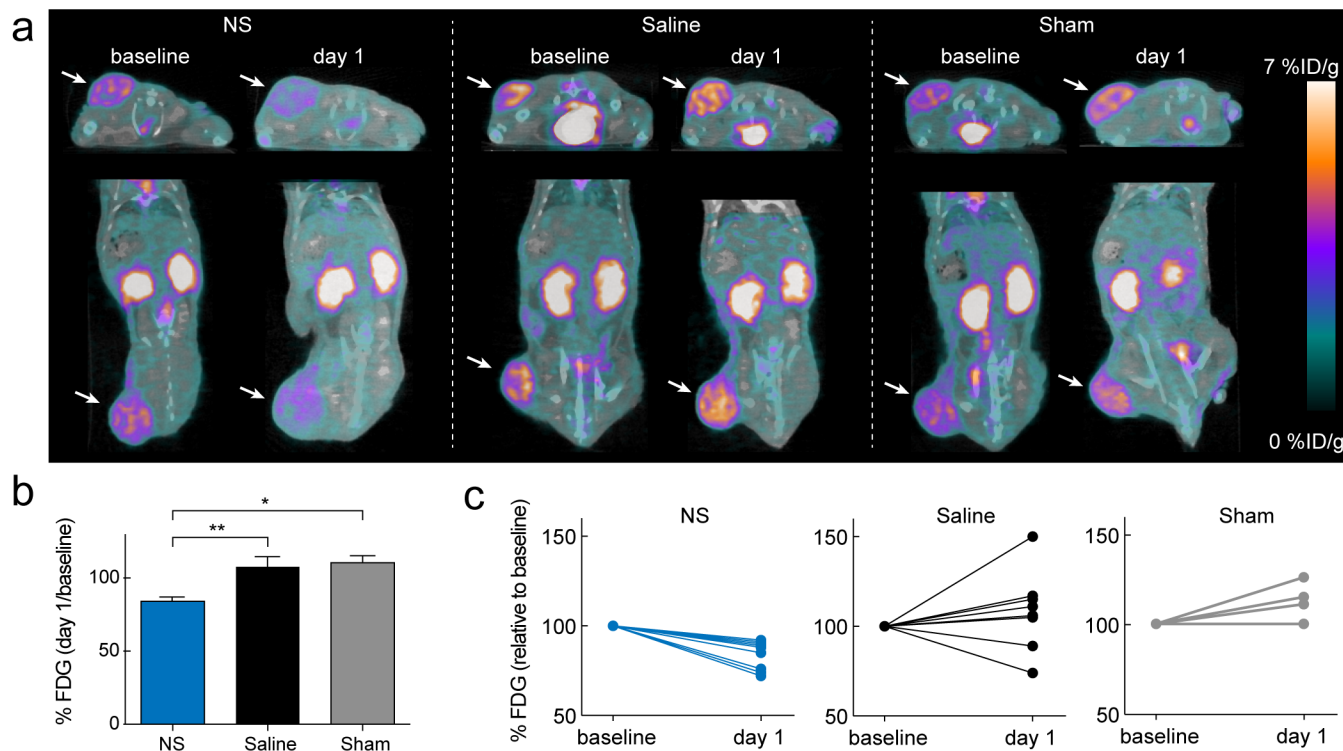 a
NS
Saline
Sham
baseline
day 1
baseline
day 1
baseline
day 1
7 %ID/g
0 %ID/g
b
% FDG (day 1/baseline)
100
50
0
**
*
NS
Saline
Sham
c
% FDG (relative to baseline)
NS
150
100
50
baseline
day 1
Saline
150
100
50
baseline
day 1
Sham
150
100
50
baseline
day 1